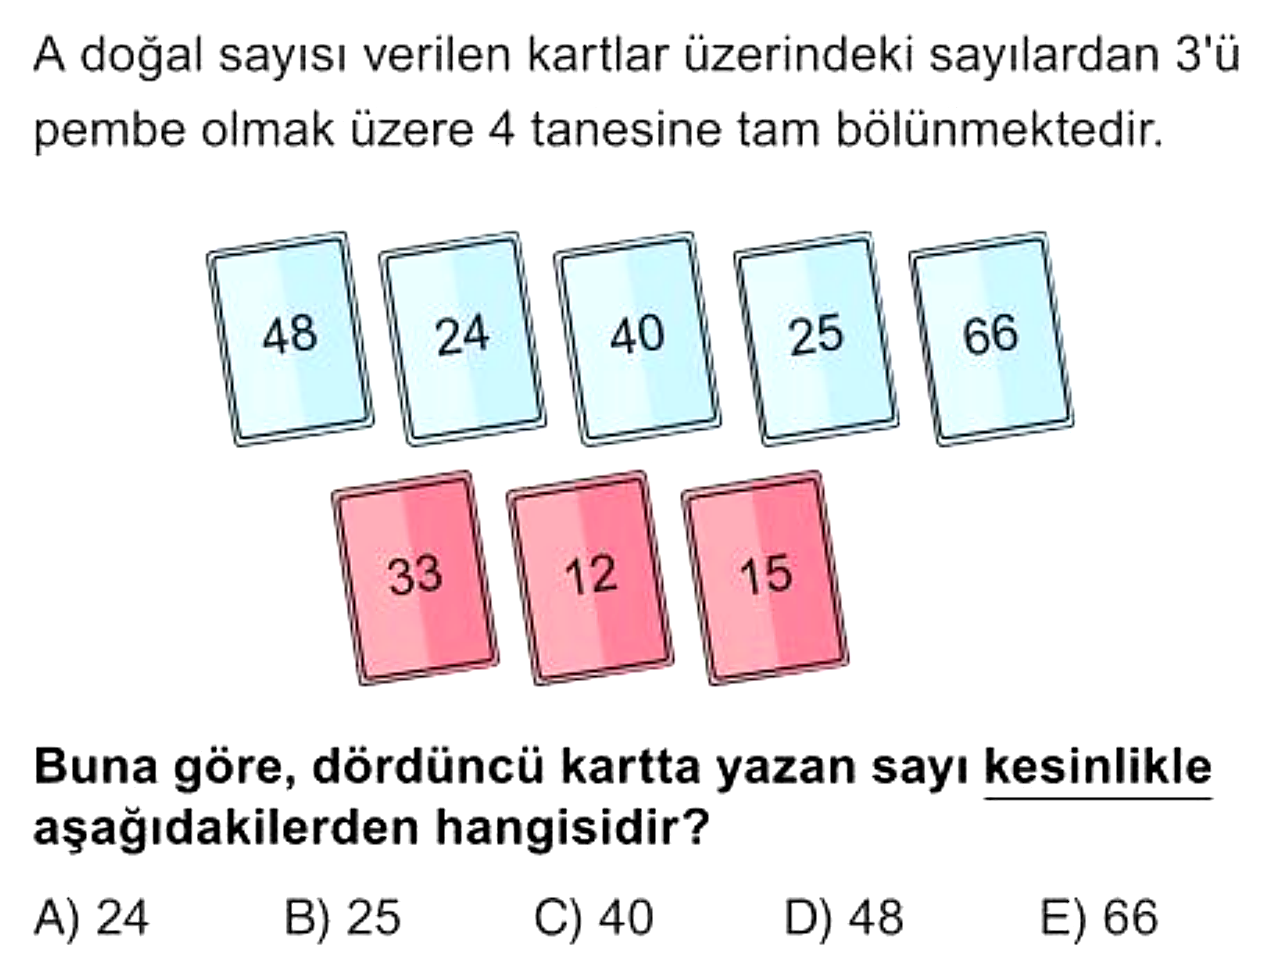 A doğal sayısı verilen kartlar üzerindeki sayılardan 3'ü
pembe olmak üzere 4 tanesine tam bölünmektedir.
48 24 40 25 66
33 12 15
Buna göre, dördüncü kartta yazan sayı kesinlikle
aşağıdakilerden hangisidir?
A) 24 B) 25 C) 40 D) 48 E) 66